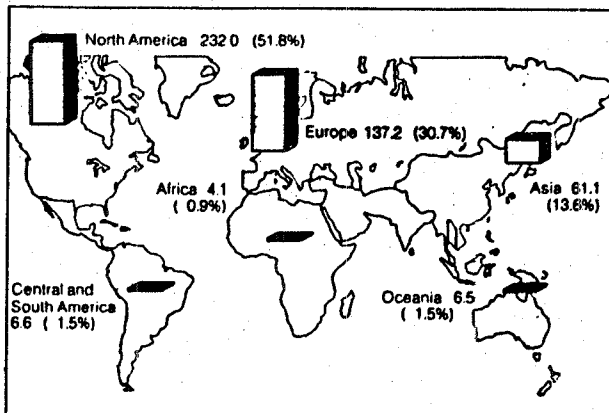 North America 232.0 (51.8%)
Europe 137.2 (30.7%)
Africa 4.1
( 0.9%)
Asia 61.1
(13.6%)
Central and
South America
6.6 ( 1.5%)
Oceania 6.5
( 1.5%)